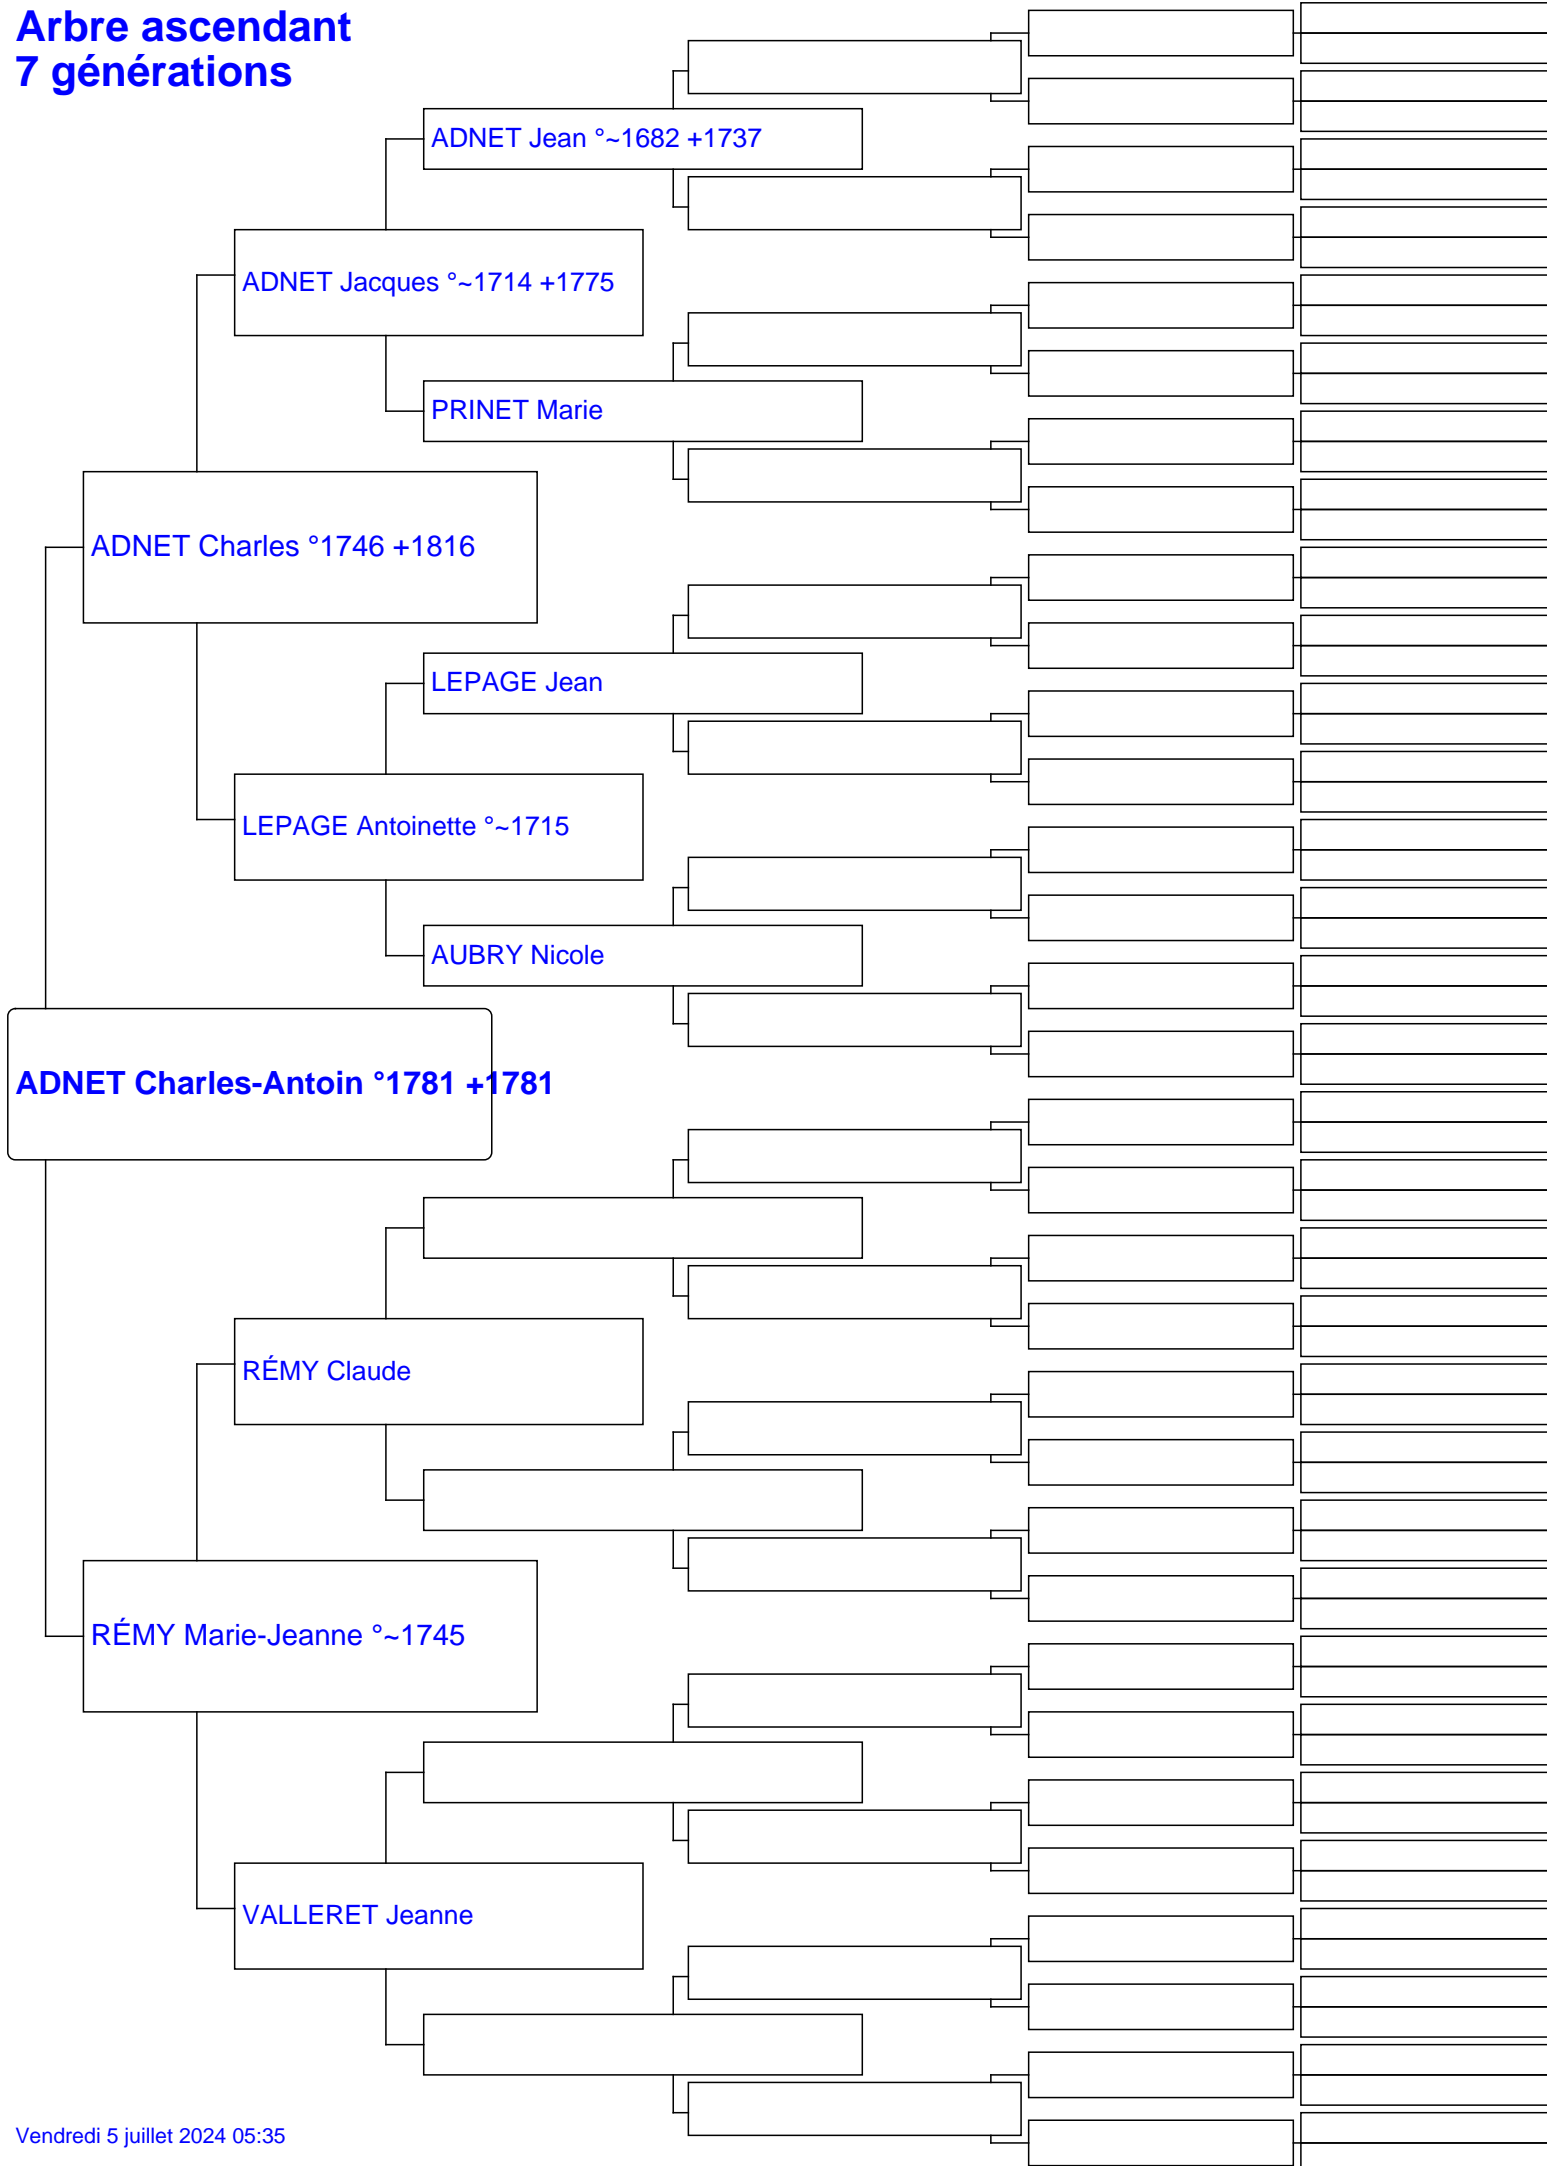 Arbre ascendant
7 générations
ADNET Jean °~1682 +1737
ADNET Jacques °~1714 +1775
PRINET Marie
ADNET Charles °1746 +1816
LEPAGE Jean
LEPAGE Antoinette °~1715
AUBRY Nicole
ADNET Charles-Antoin °1781 +1781
RÉMY Claude
RÉMY Marie-Jeanne °~1745
VALLERET Jeanne
Vendredi 5 juillet 2024 05:35